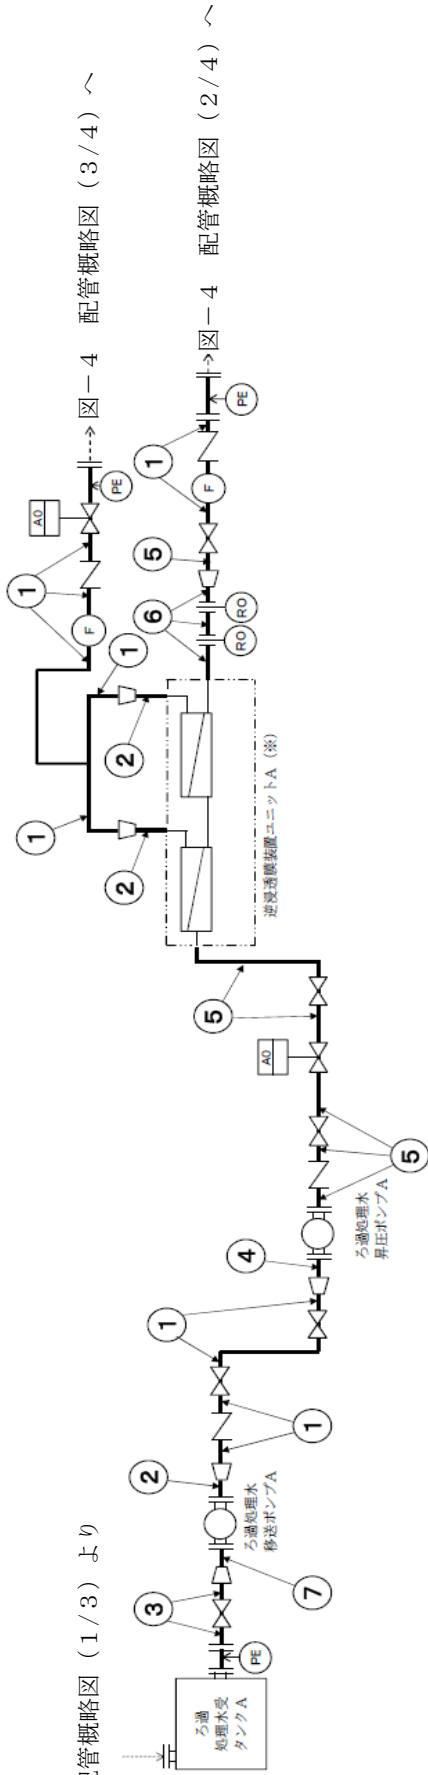 管概略図（1/3）より
ろ過
処理水受
タンクA
PE
3
7
ろ過処理水
移送ポンプA
2
1
1
4
ろ過処理水
昇圧ポンプA
5
AO
5
逆浸透膜装置ユニットA（※）
2
2
1
1
F
1
AO
PE
図－4　配管概略図（3/4）へ
RO
RO
6
5
F
1
PE
図－4　配管概略図（2/4）へ